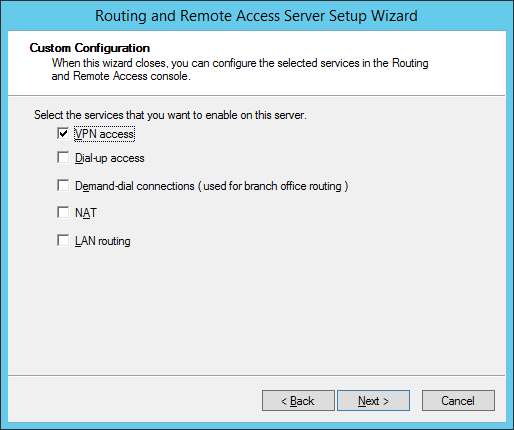 Routing and Remote Access Server Setup Wizard
Custom Configuration
When this wizard closes, you can configure the selected services in the Routing
and Remote Access console.
Select the services that you want to enable on this server.
VPN access
Dial-up access
Demand-dial connections ( used for branch office routing )
NAT
LAN routing
< Back
Next >
Cancel